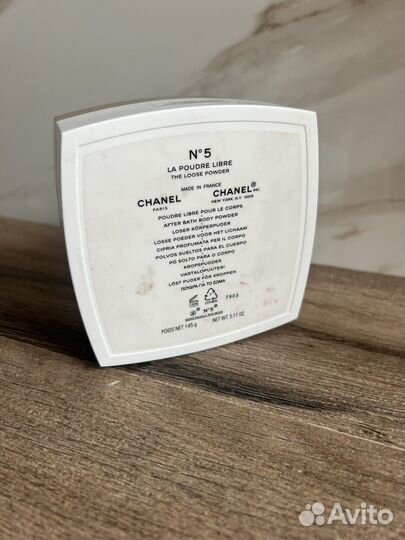 N°5
LA POUDRE LIBRE
THE LOOSE POWDER
MADE IN FRANCE
CHANEL CHANEL® INC.
PARIS NEW YORK, N.Y. 10019
POUDRE LIBRE POUR LE CORPS
AFTER BATH BODY POWDER
LOSER KÖRPERPUDER
LOSSE POEDER VOOR HET LICHAAM
CIPRIA PROFUMATA PER IL CORPO
POLVOS SUELTOS PARA EL CUERPO
PÓ SOLTO PARA O CORPO
KROPSPUDDER
VARTALOPUUTERI
LÖST PUDER FÖR KROPPEN
ΠΟΥΔΡΑ ΓΙΑ ΤΟ ΣΩΜΑ
7903
N°5
POIDS NET 145 g NET WT. 5.11 OZ.
Avito